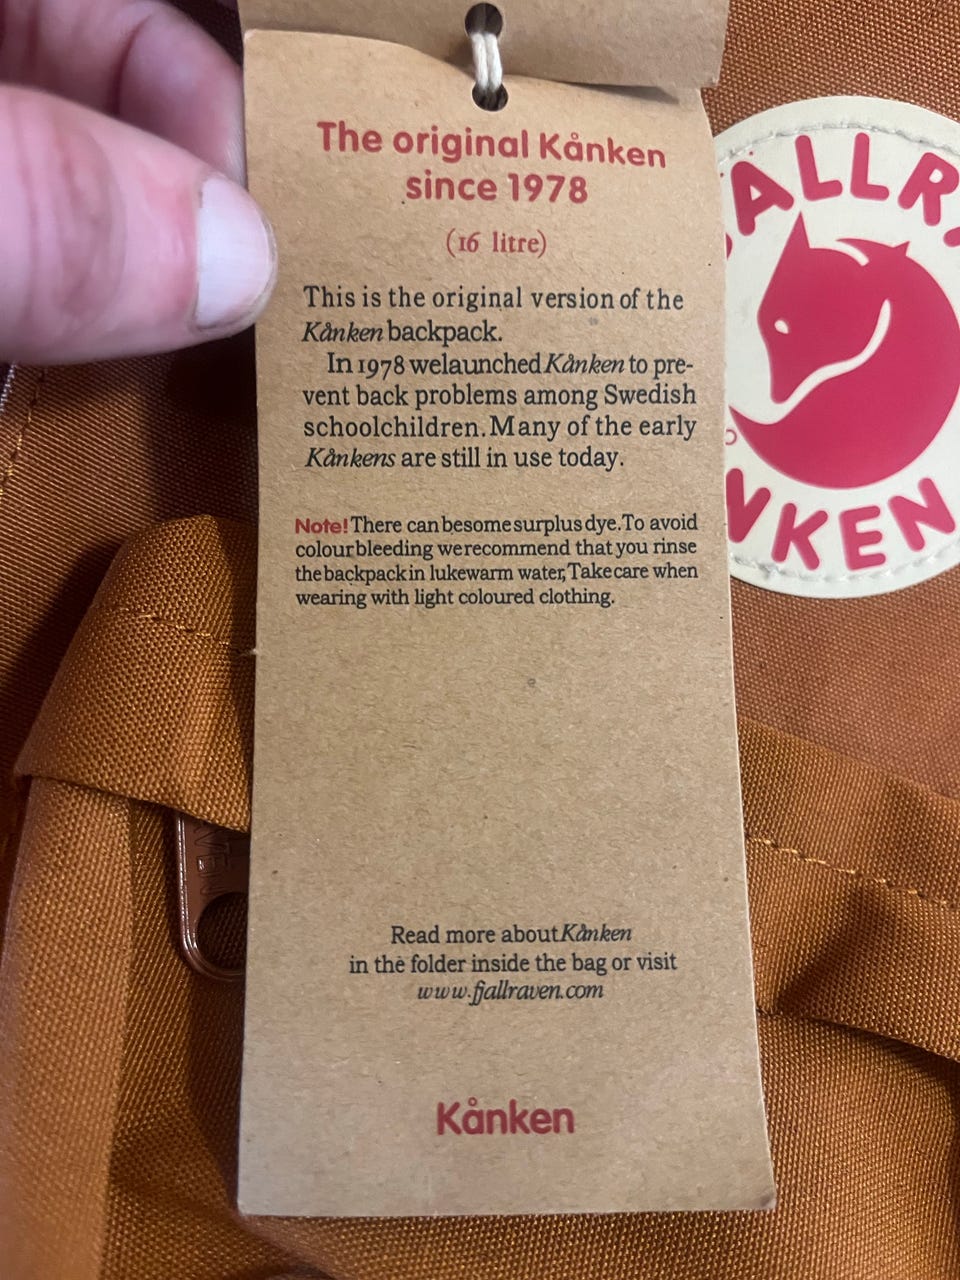 The original Kånken
since 1978
(16 litre)
This is the original version of the
Kånken backpack.
In 1978 welaunched Kånken to pre-
vent back problems among Swedish
schoolchildren. Many of the early
Kånkens are still in use today.
Note! There can besome surplus dye. To avoid
colour bleeding werecommend that you rinse
the backpack in lukewarm water, Take care when
wearing with light coloured clothing.
Read more about Kånken
in the folder inside the bag or visit
www.fjallraven.com
Kånken